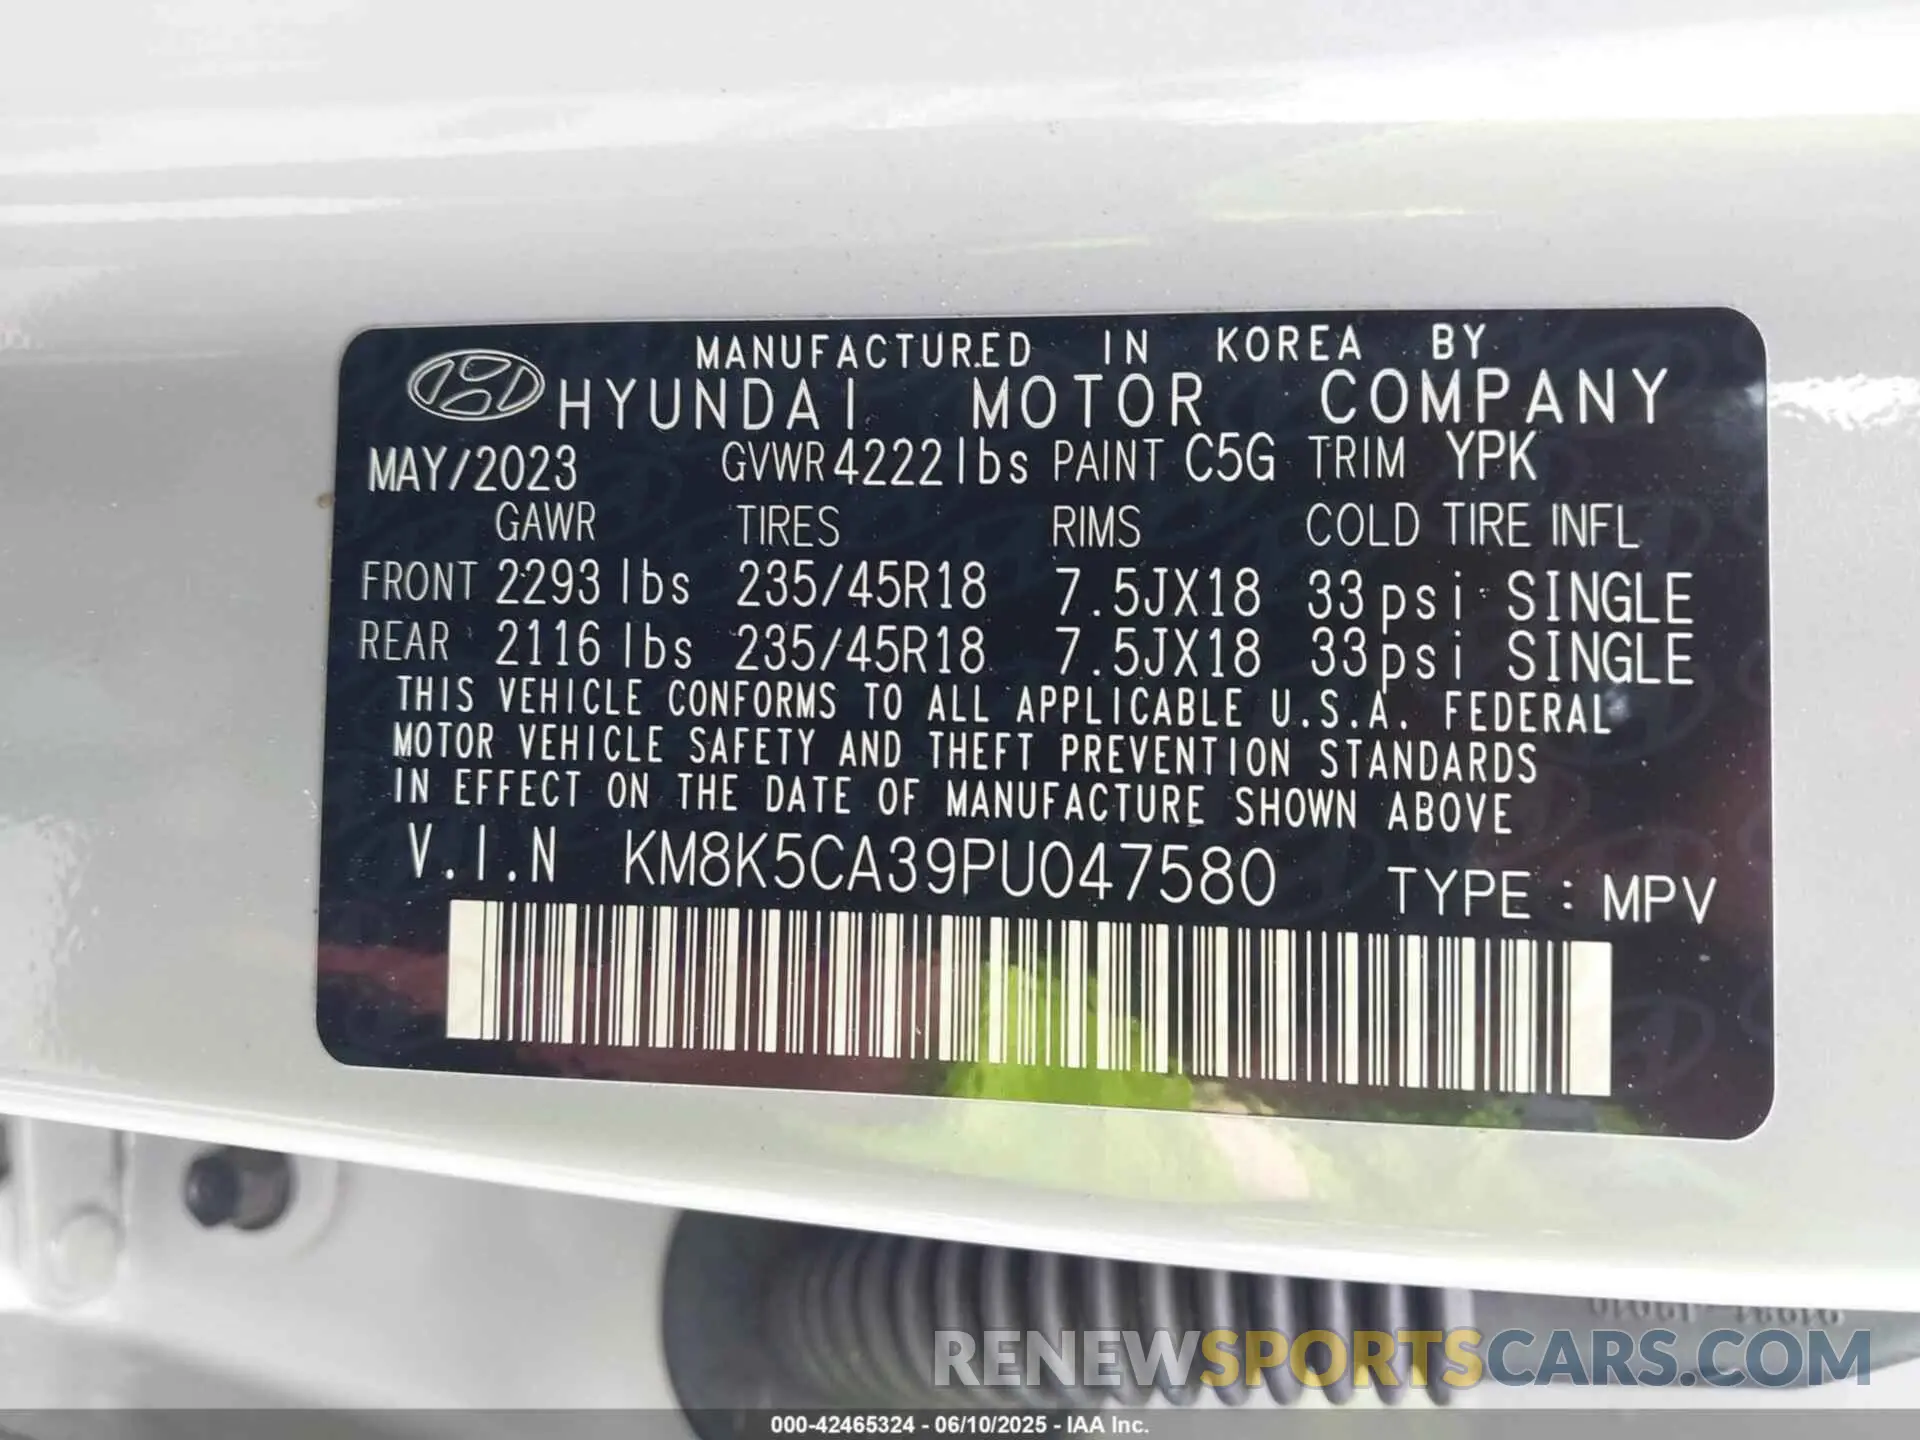 MANUFACTURED IN KOREA BY
HYUNDAI MOTOR COMPANY
MAY/2023 GVWR 4222 lbs PAINT C5G TRIM YPK
GAWR TIRES RIMS COLD TIRE INFL
FRONT 2293 lbs 235/45R18 7.5JX18 33psi SINGLE
REAR 2116 lbs 235/45R18 7.5JX18 33psi SINGLE
THIS VEHICLE CONFORMS TO ALL APPLICABLE U.S.A. FEDERAL
MOTOR VEHICLE SAFETY AND THEFT PREVENTION STANDARDS
IN EFFECT ON THE DATE OF MANUFACTURE SHOWN ABOVE
V.I.N KM8K5CA39PU047580 TYPE : MPV
RENEWSPORTSCARS.COM
000-42465324 - 06/10/2025 - IAA Inc.